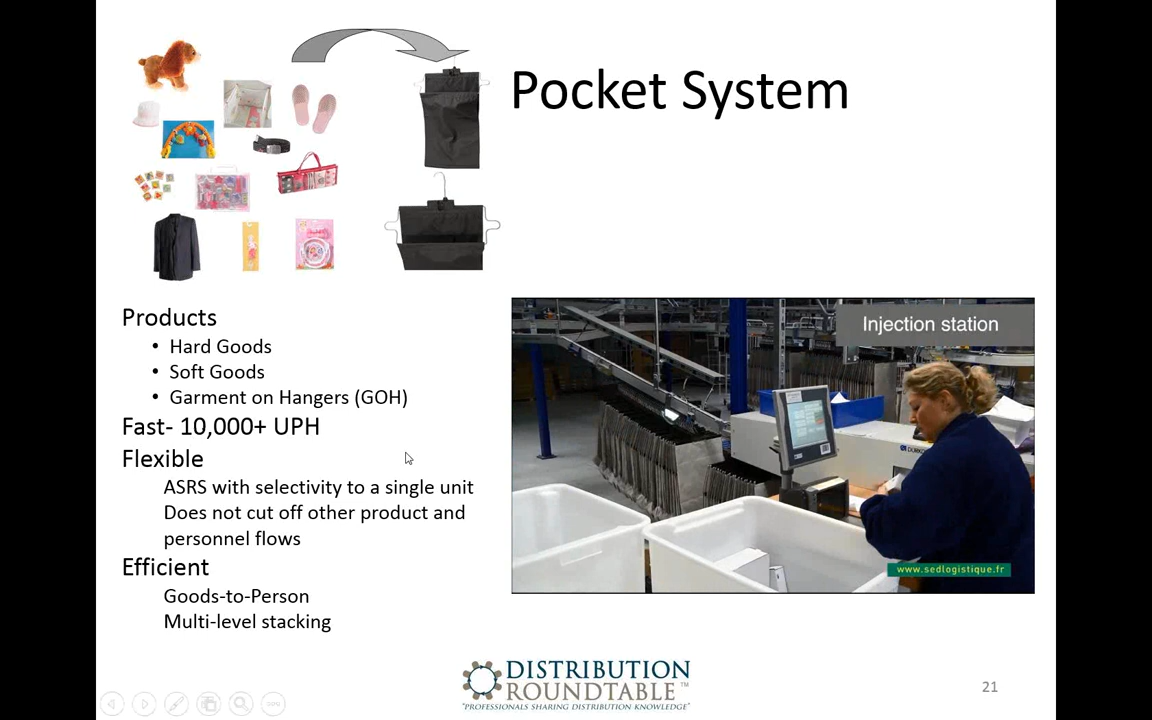 Pocket System
Products
• Hard Goods
• Soft Goods
• Garment on Hangers (GOH)
Fast- 10,000+ UPH
Flexible
ASRS with selectivity to a single unit
Does not cut off other product and
personnel flows
Efficient
Goods-to-Person
Multi-level stacking
Injection station
www.sedlogistique.fr
DISTRIBUTION
ROUNDTABLE™
"PROFESSIONALS SHARING DISTRIBUTION KNOWLEDGE"
21